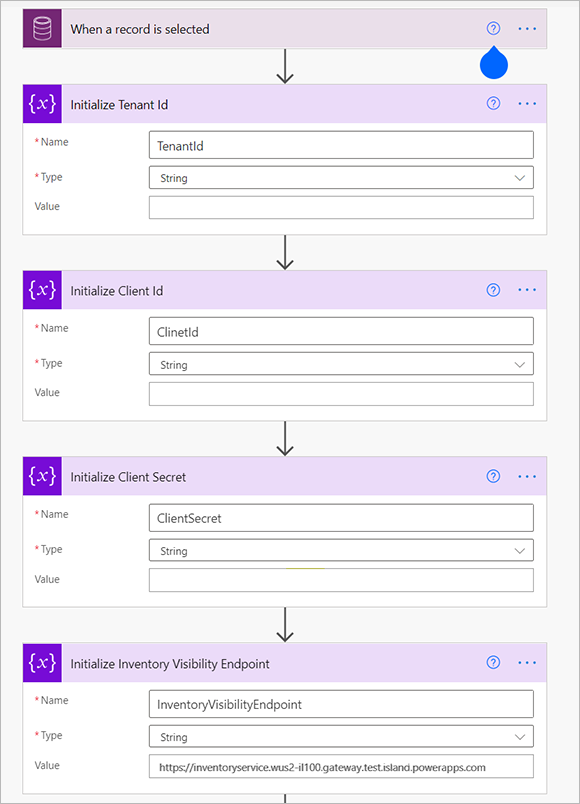 When a record is selected
{x} Initialize Tenant Id
* Name TenantId
* Type String
Value
{x} Initialize Client Id
* Name ClinetId
* Type String
Value
{x} Initialize Client Secret
* Name ClientSecret
* Type String
Value
{x} Initialize Inventory Visibility Endpoint
* Name InventoryVisibilityEndpoint
* Type String
Value https://inventoryservice.wus2-il100.gateway.test.island.powerapps.com